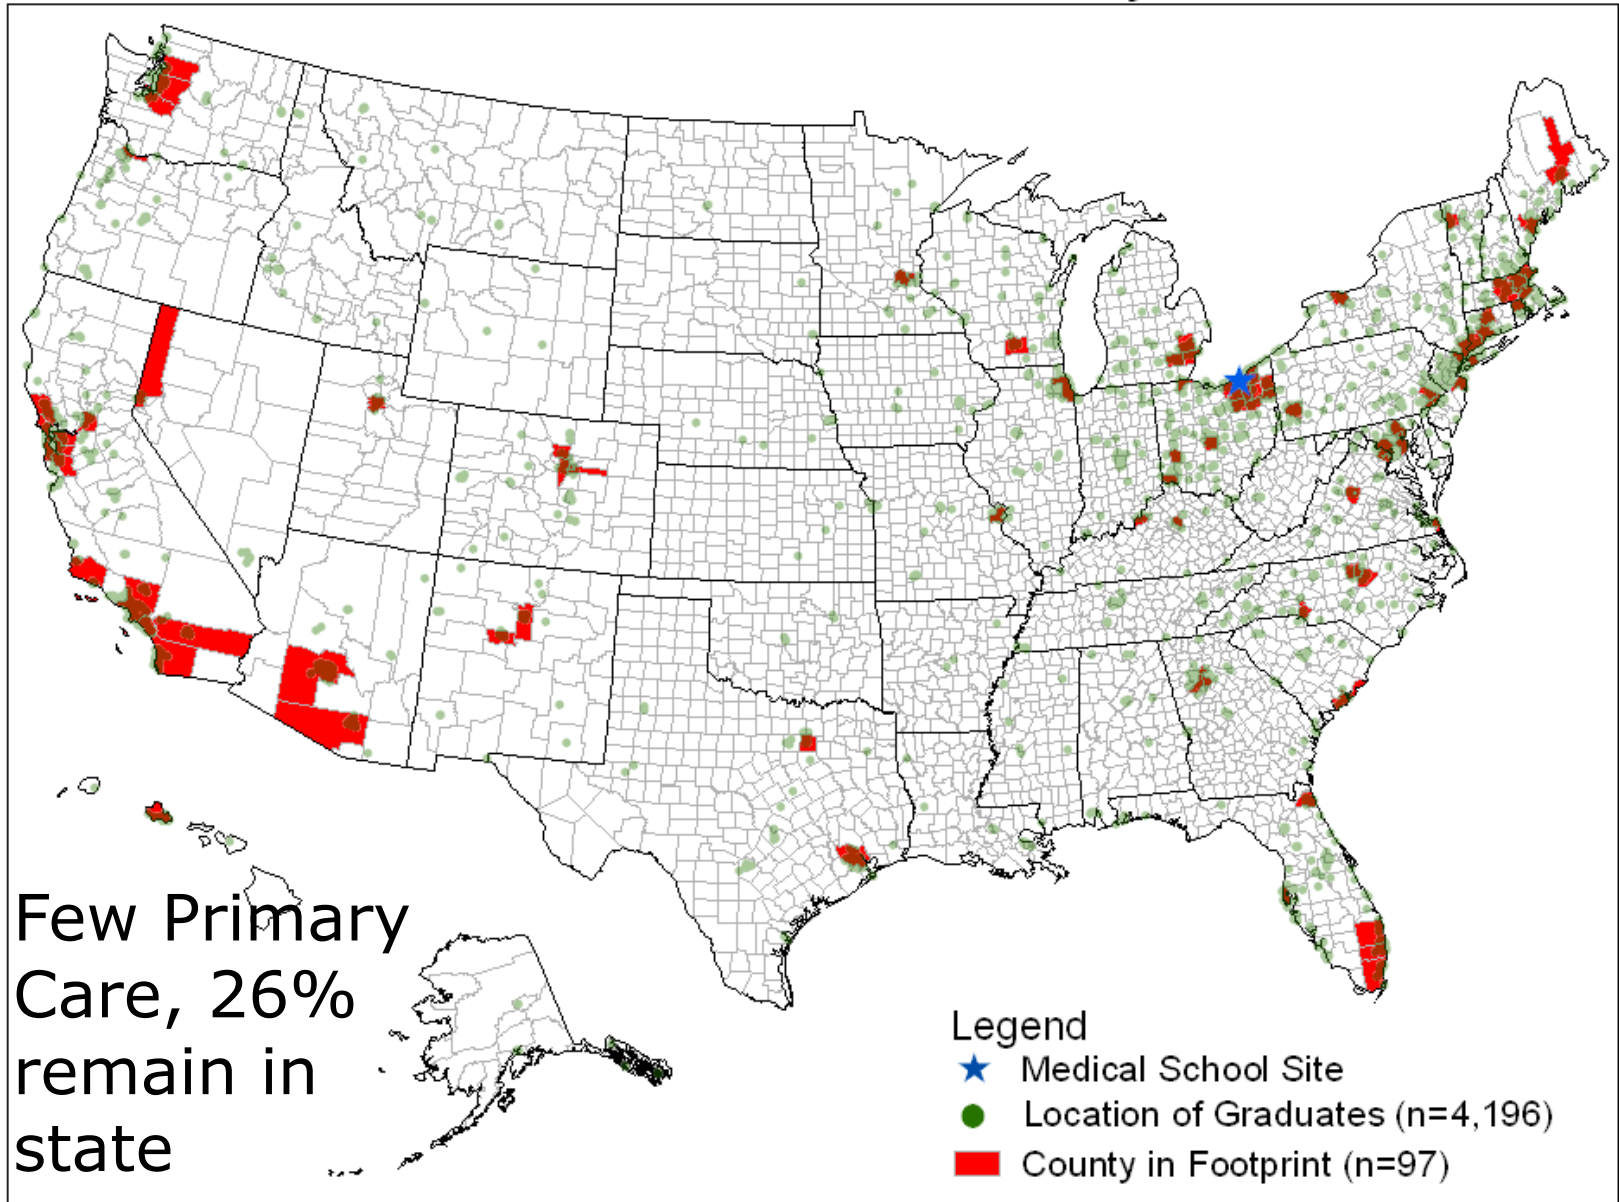 Few Primary
Care, 26%
remain in
state
Legend
Medical School Site
Location of Graduates (n=4,196)
County in Footprint (n=97)